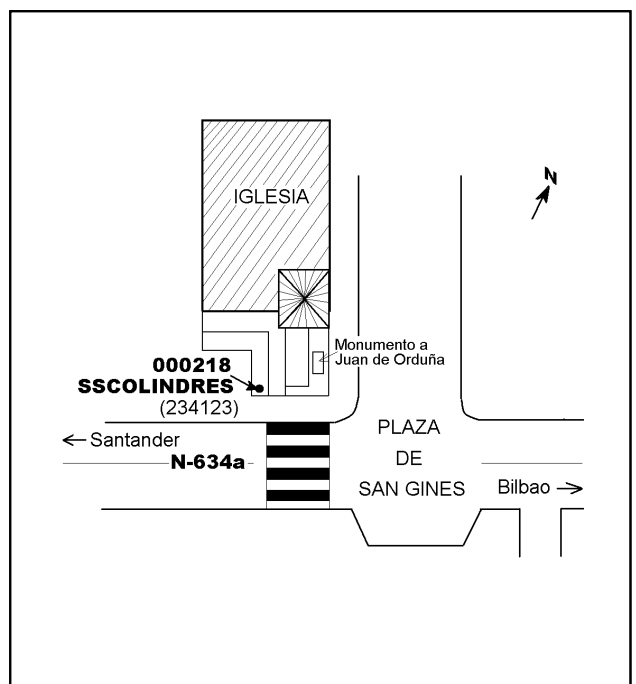 IGLESIA
N
Monumento a
Juan de Orduña
000218
SSCOLINDRES
(234123)
Santander
N-634a
PLAZA
DE
SAN GINES
Bilbao